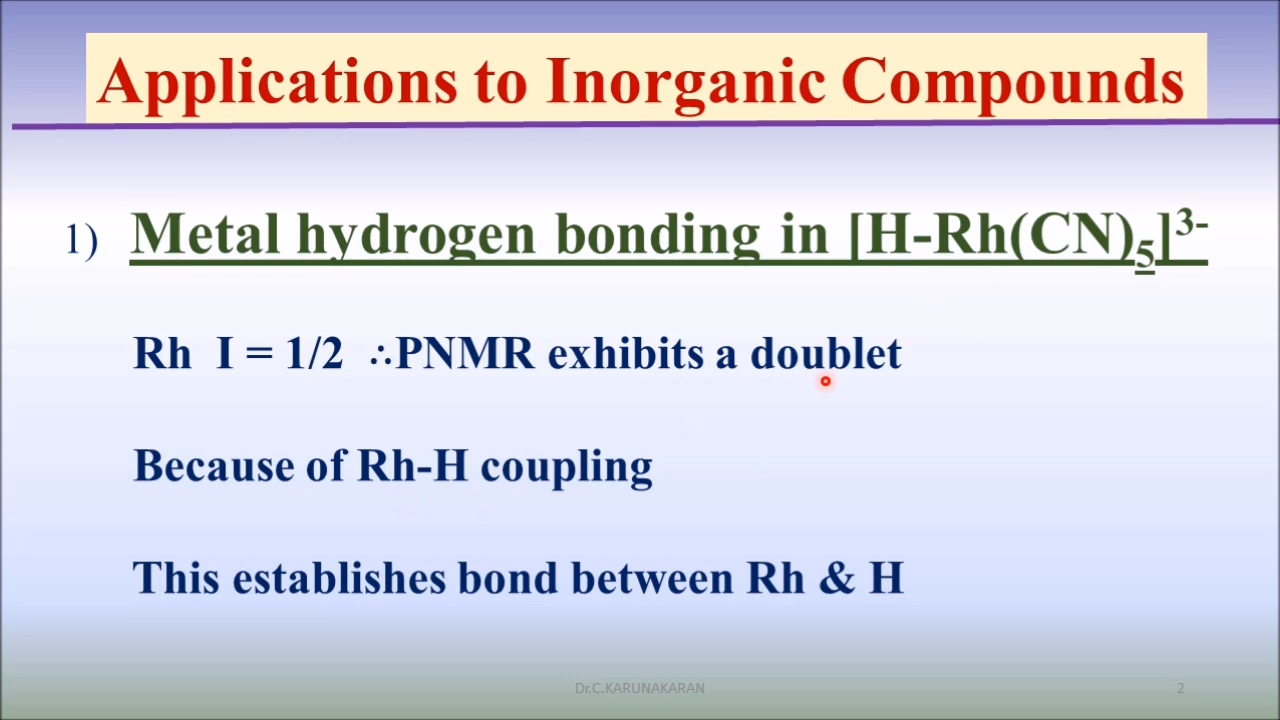 Applications to Inorganic Compounds
1) Metal hydrogen bonding in [H-Rh(CN)₅]³⁻
Rh I = 1/2 ∴PNMR exhibits a doublet
Because of Rh-H coupling
This establishes bond between Rh & H
Dr.C.KARUNAKARAN 2